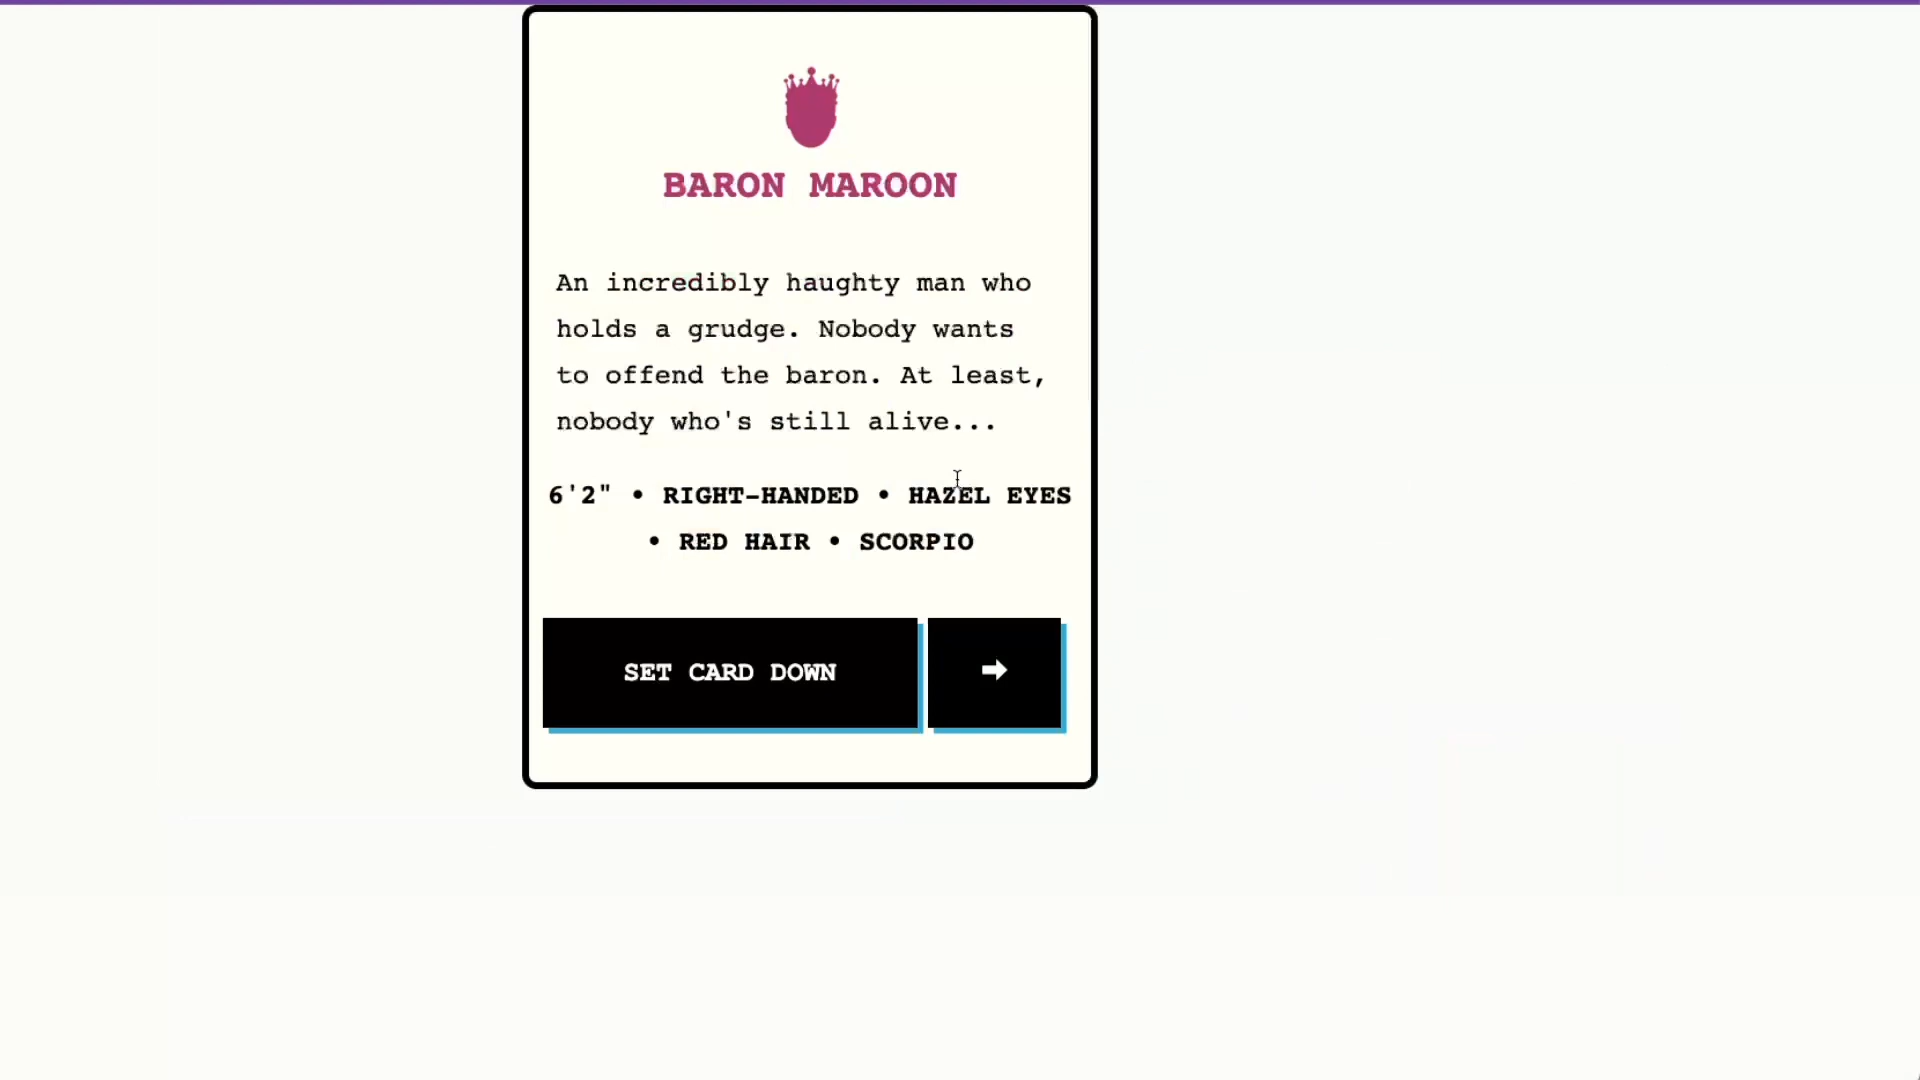 BARON MAROON
An incredibly haughty man who
holds a grudge. Nobody wants
to offend the baron. At least,
nobody who's still alive...
6'2" • RIGHT-HANDED • HAZEL EYES
• RED HAIR • SCORPIO
SET CARD DOWN